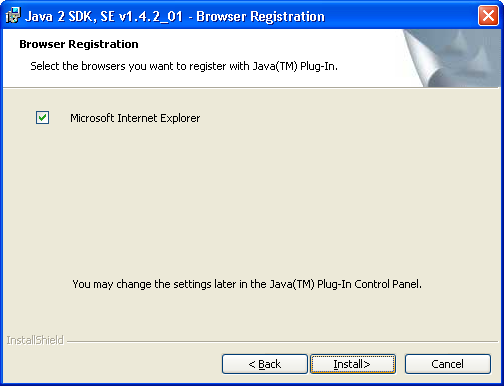 Java 2 SDK, SE v1.4.2_01 - Browser Registration
Browser Registration
Select the browsers you want to register with Java(TM) Plug-In.
Microsoft Internet Explorer
You may change the settings later in the Java(TM) Plug-In Control Panel.
InstallShield
< Back Install> Cancel